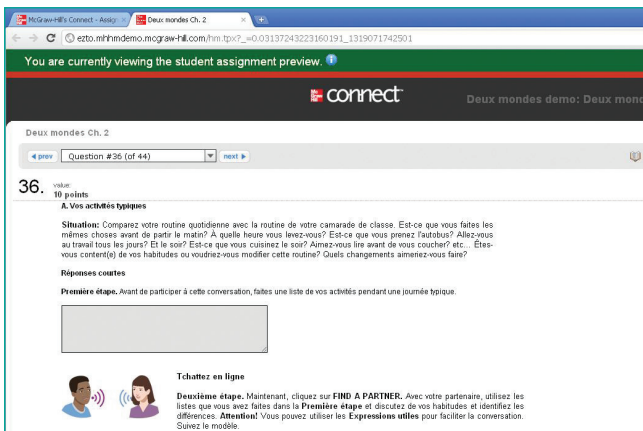 McGraw-Hill's Connect - Assig
Deux mondes Ch. 2
ezto.mhhmdemo.mcgraw-hill.com/hm.tpx?_=0.03137243223160191_1319071742501
You are currently viewing the student assignment preview.
connect
Deux mondes demo: Deux mond
Deux mondes Ch. 2
prev Question #36 (of 44) next
36. value:
10 points
A. Vos activités typiques
Situation: Comparez votre routine quotidienne avec la routine de votre camarade de classe. Est-ce que vous faites les
mêmes choses avant de partir le matin? À quelle heure vous levez-vous? Est-ce que vous prenez l'autobus? Allez-vous
au travail tous les jours? Et le soir? Est-ce que vous cuisinez le soir? Aimez-vous lire avant de vous coucher? etc... Êtes-
vous content(e) de vos habitudes ou voudriez-vous modifier cette routine? Quels changements aimeriez-vous faire?
Réponses courtes
Première étape. Avant de participer à cette conversation, faites une liste de vos activités pendant une journée typique.
Tchattez en ligne
Deuxième étape. Maintenant, cliquez sur FIND A PARTNER. Avec votre partenaire, utilisez les
listes que vous avez faites dans la Première étape et discutez de vos habitudes et identifiez les
différences. Attention! Vous pouvez utiliser les Expressions utiles pour faciliter la conversation.
Suivez le modèle.